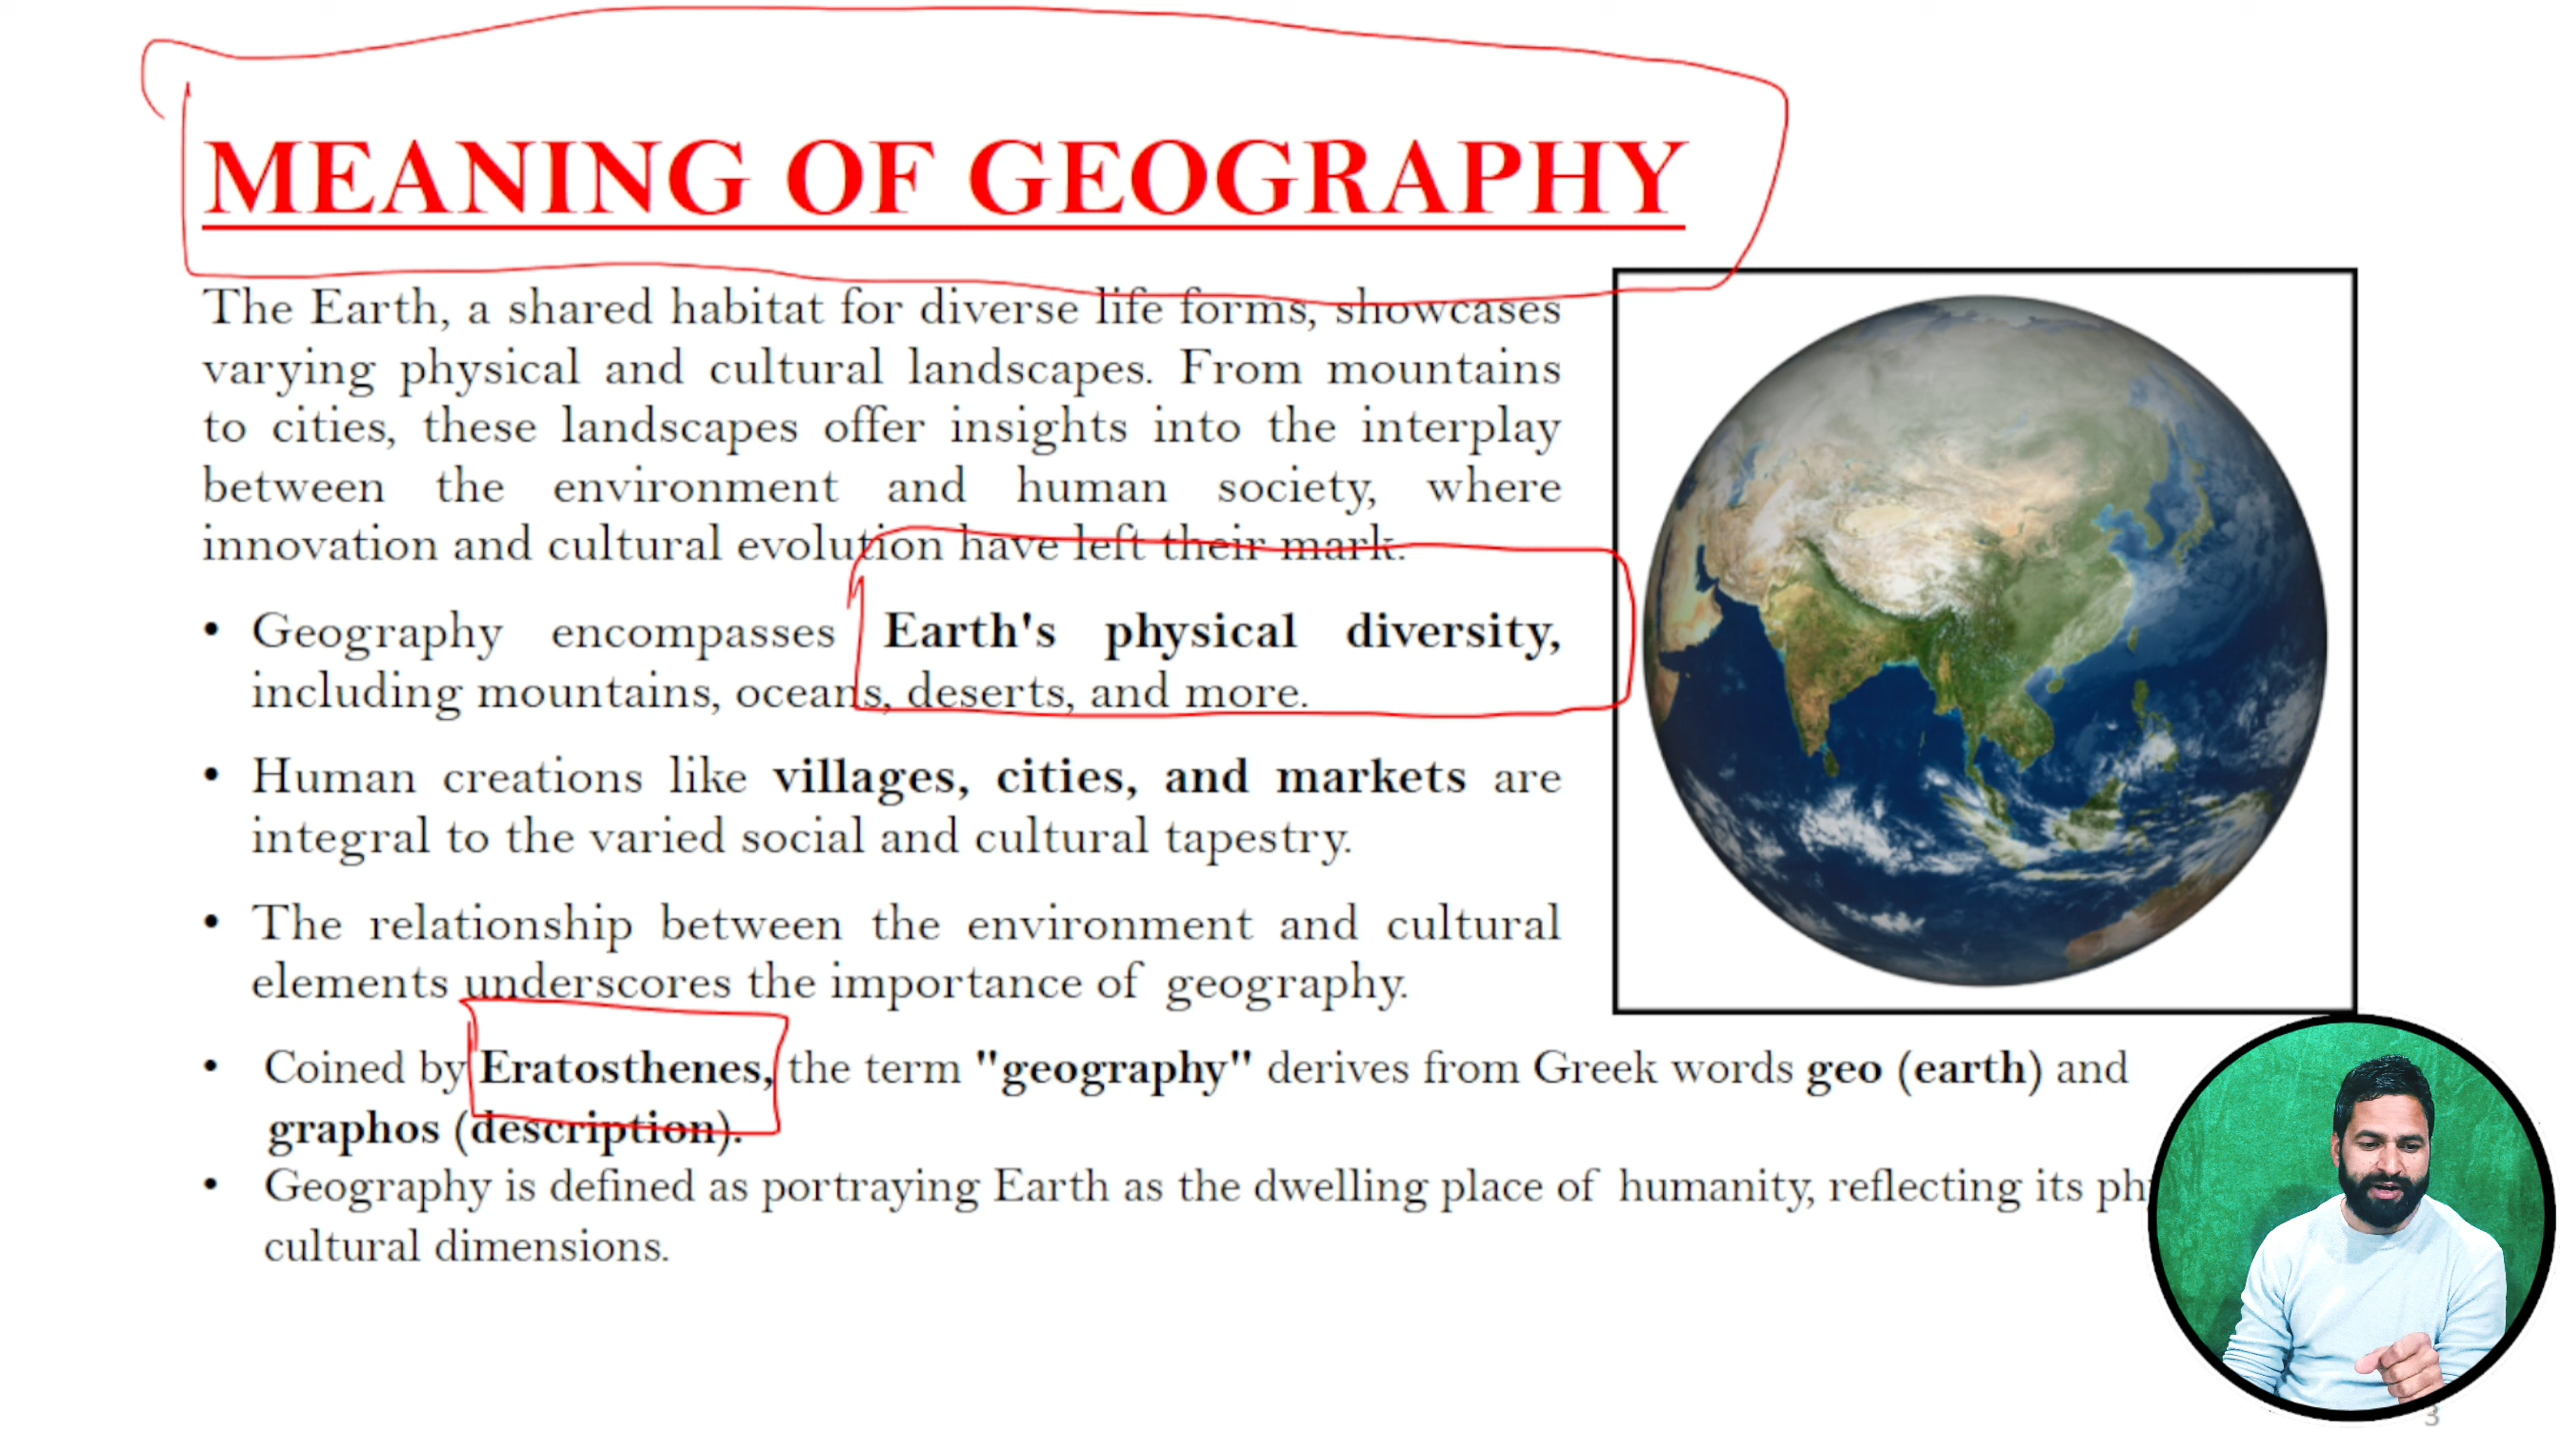 MEANING OF GEOGRAPHY
The Earth, a shared habitat for diverse life forms, showcases
varying physical and cultural landscapes. From mountains
to cities, these landscapes offer insights into the interplay
between the environment and human society, where
innovation and cultural evolution have left their mark.
• Geography encompasses Earth's physical diversity,
including mountains, oceans, deserts, and more.
• Human creations like villages, cities, and markets are
integral to the varied social and cultural tapestry.
• The relationship between the environment and cultural
elements underscores the importance of geography.
• Coined by Eratosthenes, the term "geography" derives from Greek words geo (earth) and
graphos (description).
• Geography is defined as portraying Earth as the dwelling place of humanity, reflecting its
cultural dimensions.
3